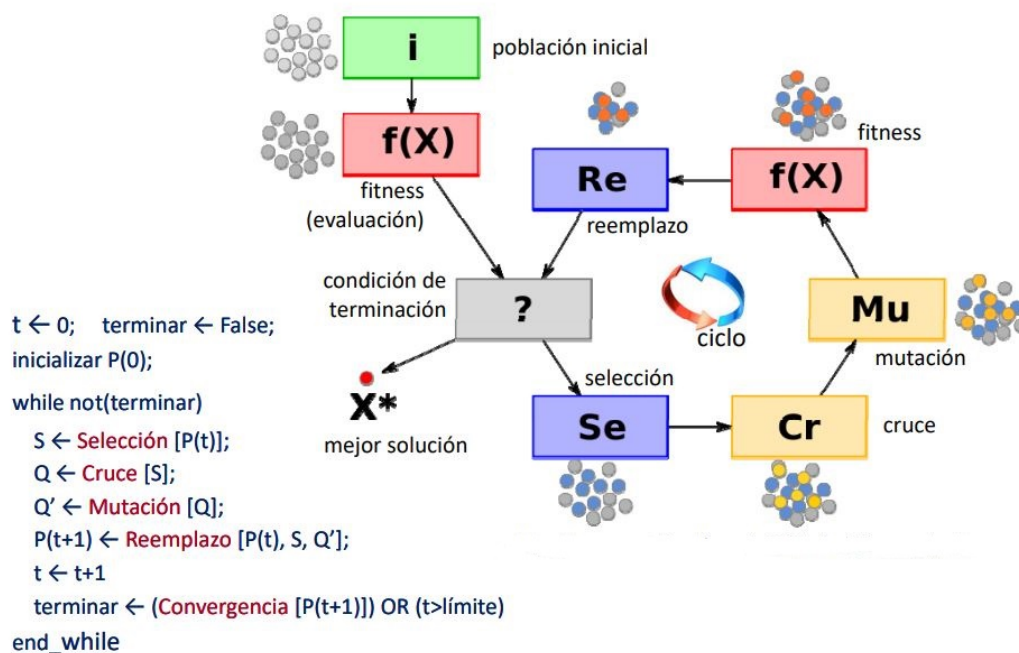 i
población inicial
f(X)
fitness
(evaluación)
Re
reemplazo
fitness
f(X)
condición de
terminación
?
ciclo
Mu
mutación
X*
mejor solución
selección
Se
Cr
cruce
t ← 0; terminar ← False;
inicializar P(0);
while not(terminar)
S ← Selección [P(t)];
Q ← Cruce [S];
Q’ ← Mutación [Q];
P(t+1) ← Reemplazo [P(t), S, Q’];
t ← t+1
terminar ← (Convergencia [P(t+1)]) OR (t>límite)
end_while